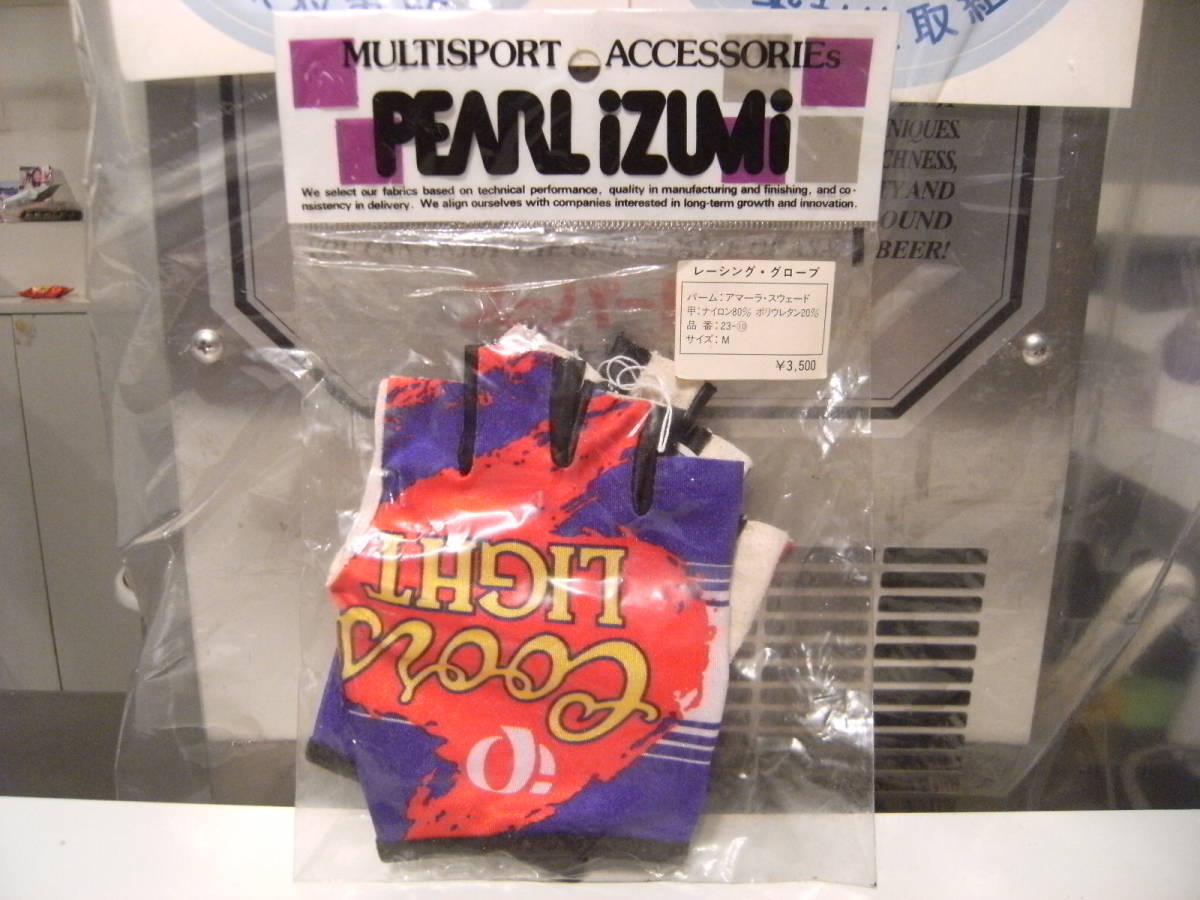 取組
MULTISPORT ACCESSORIEs
PEARL iZUMi
We select our fabrics based on technical performance, quality in manufacturing and finishing, and co-
nsistency in delivery. We align ourselves with companies interested in long-term growth and innovation.
NIQUES.
CHNESS,
TY AND
OUND
BEER!
レーシング・グローブ
パーム:アマーラ・スウェード
甲:ナイロン80% ポリウレタン20%
品番:23-⑩
サイズ:M
¥3,500
Coors
LIGHT